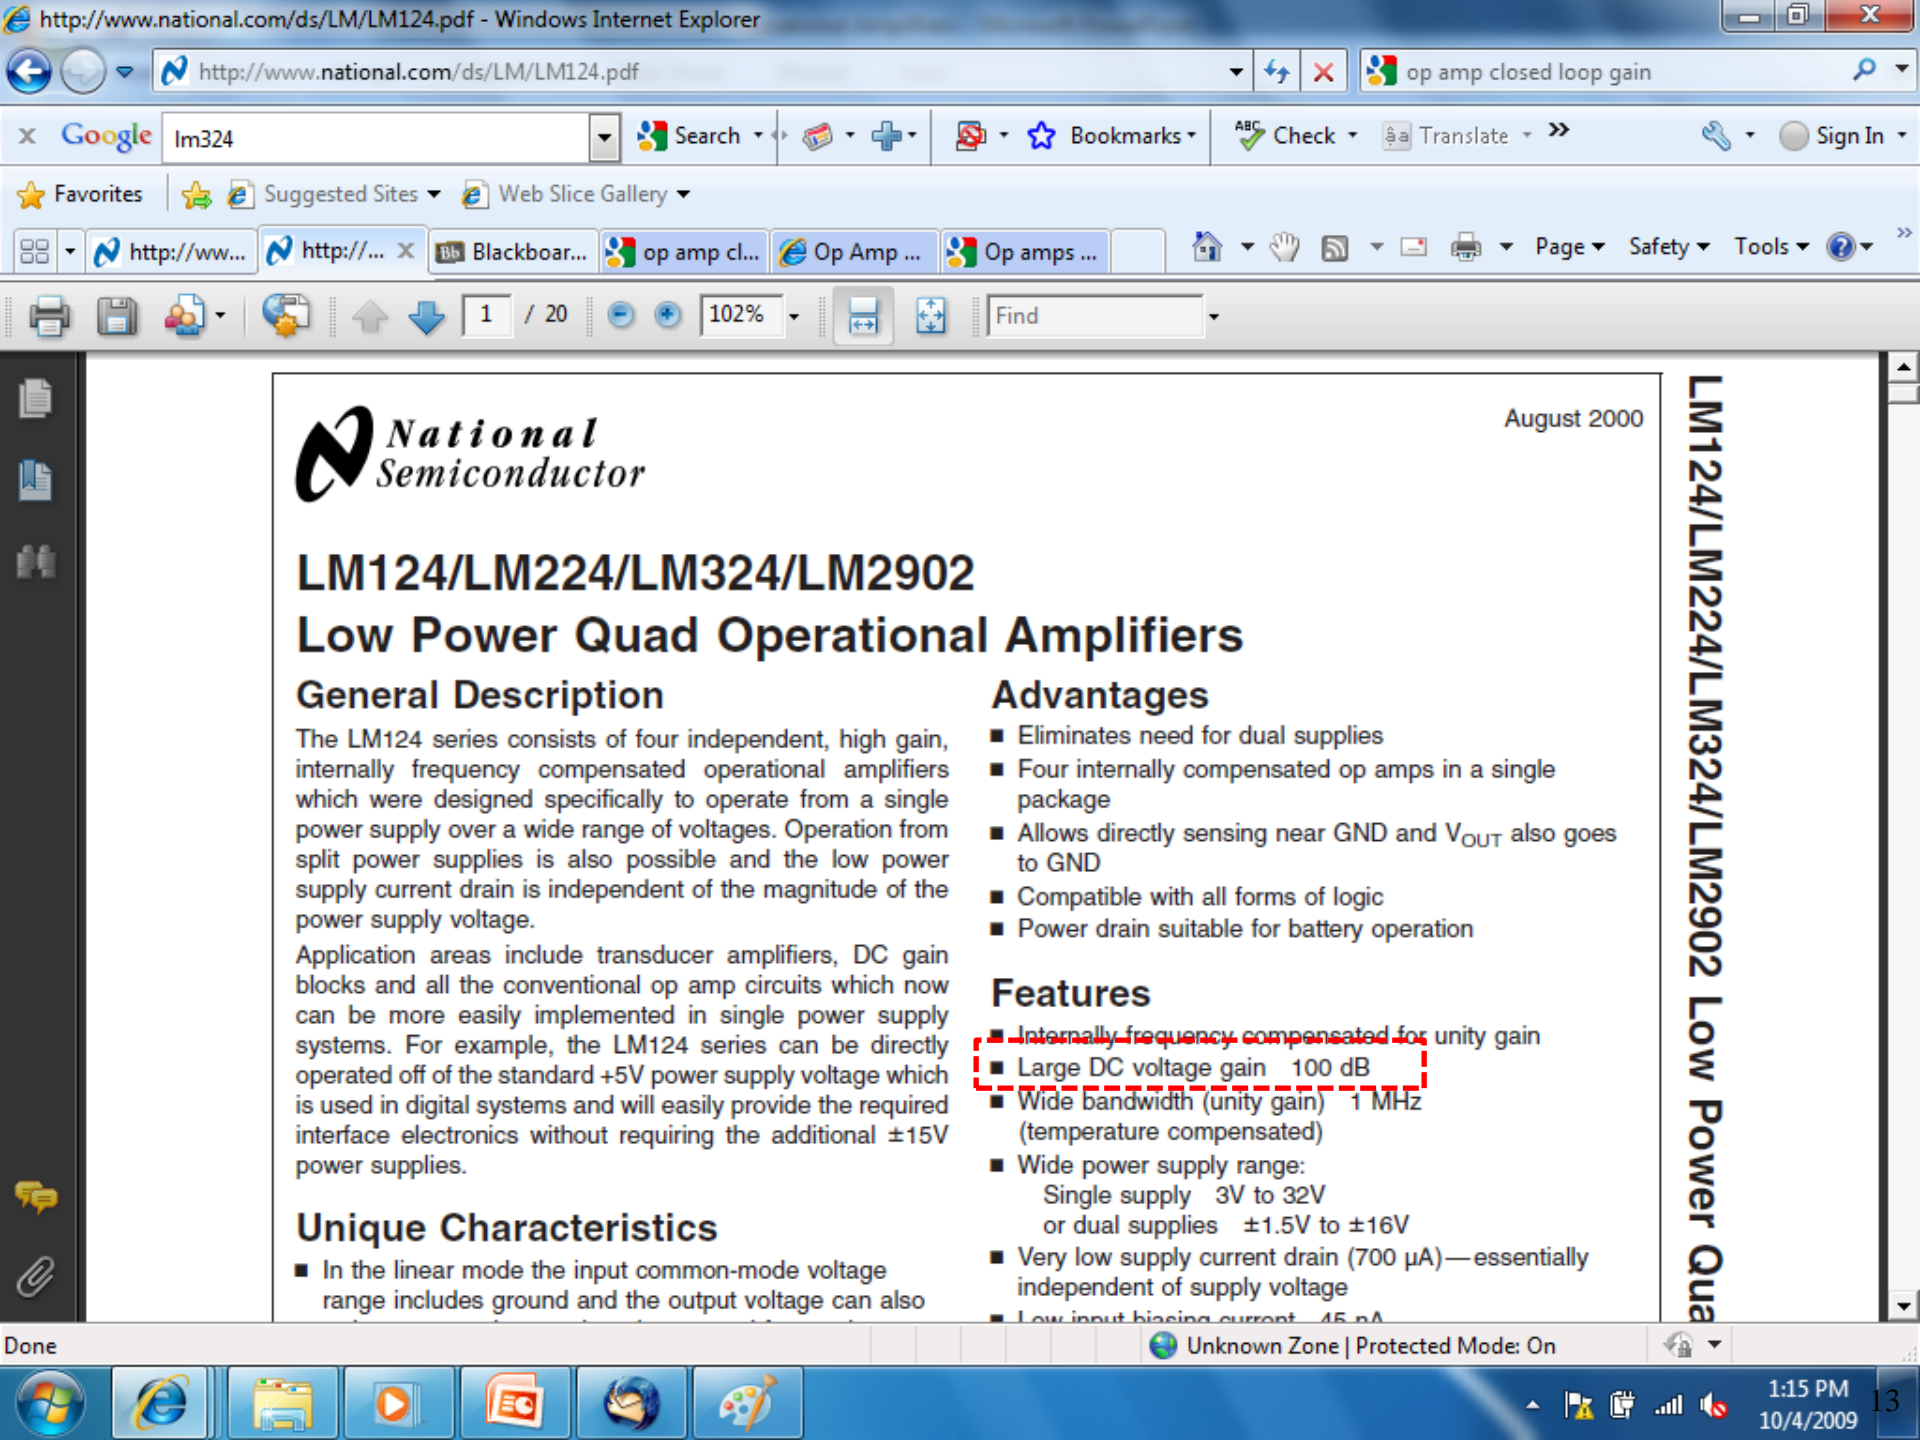 http://www.national.com/ds/LM/LM124.pdf - Windows Internet Explorer
http://www.national.com/ds/LM/LM124.pdf
op amp closed loop gain
x Google lm324 Search Bookmarks Check Translate Sign In
Favorites Suggested Sites Web Slice Gallery
http://ww... http://... Blackboar... op amp cl... Op Amp ... Op amps ... Page Safety Tools
1 / 20 102% Find
National
Semiconductor
August 2000
LM124/LM224/LM324/LM2902
Low Power Quad Operational Amplifiers
General Description
The LM124 series consists of four independent, high gain,
internally frequency compensated operational amplifiers
which were designed specifically to operate from a single
power supply over a wide range of voltages. Operation from
split power supplies is also possible and the low power
supply current drain is independent of the magnitude of the
power supply voltage.
Application areas include transducer amplifiers, DC gain
blocks and all the conventional op amp circuits which now
can be more easily implemented in single power supply
systems. For example, the LM124 series can be directly
operated off of the standard +5V power supply voltage which
is used in digital systems and will easily provide the required
interface electronics without requiring the additional ±15V
power supplies.
Unique Characteristics
■ In the linear mode the input common-mode voltage
range includes ground and the output voltage can also
Advantages
■ Eliminates need for dual supplies
■ Four internally compensated op amps in a single
package
■ Allows directly sensing near GND and VOUT also goes
to GND
■ Compatible with all forms of logic
■ Power drain suitable for battery operation
Features
■ Internally frequency compensated for unity gain
■ Large DC voltage gain 100 dB
■ Wide bandwidth (unity gain) 1 MHz
(temperature compensated)
■ Wide power supply range:
Single supply 3V to 32V
or dual supplies ±1.5V to ±16V
■ Very low supply current drain (700 µA)—essentially
independent of supply voltage
■ Low input biasing current 45 nA
LM124/LM224/LM324/LM2902 Low Power Qua
Done
Unknown Zone | Protected Mode: On
1:15 PM
10/4/2009
13